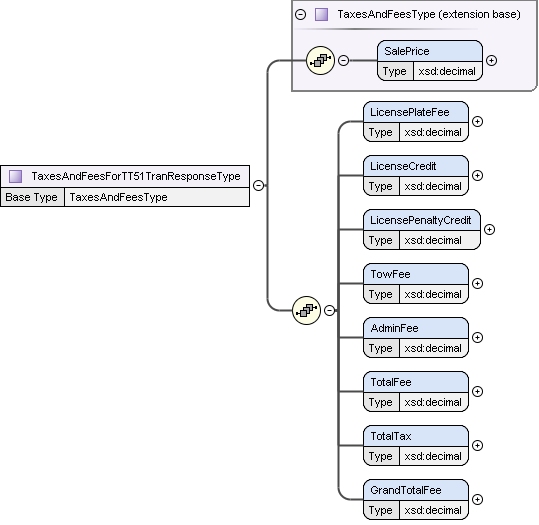 TaxesAndFeesType (extension base)
SalePrice
Type xsd:decimal
LicensePlateFee
Type xsd:decimal
LicenseCredit
Type xsd:decimal
TaxesAndFeesForTT51TranResponseType
Base Type TaxesAndFeesType
LicensePenaltyCredit
Type xsd:decimal
TowFee
Type xsd:decimal
AdminFee
Type xsd:decimal
TotalFee
Type xsd:decimal
TotalTax
Type xsd:decimal
GrandTotalFee
Type xsd:decimal